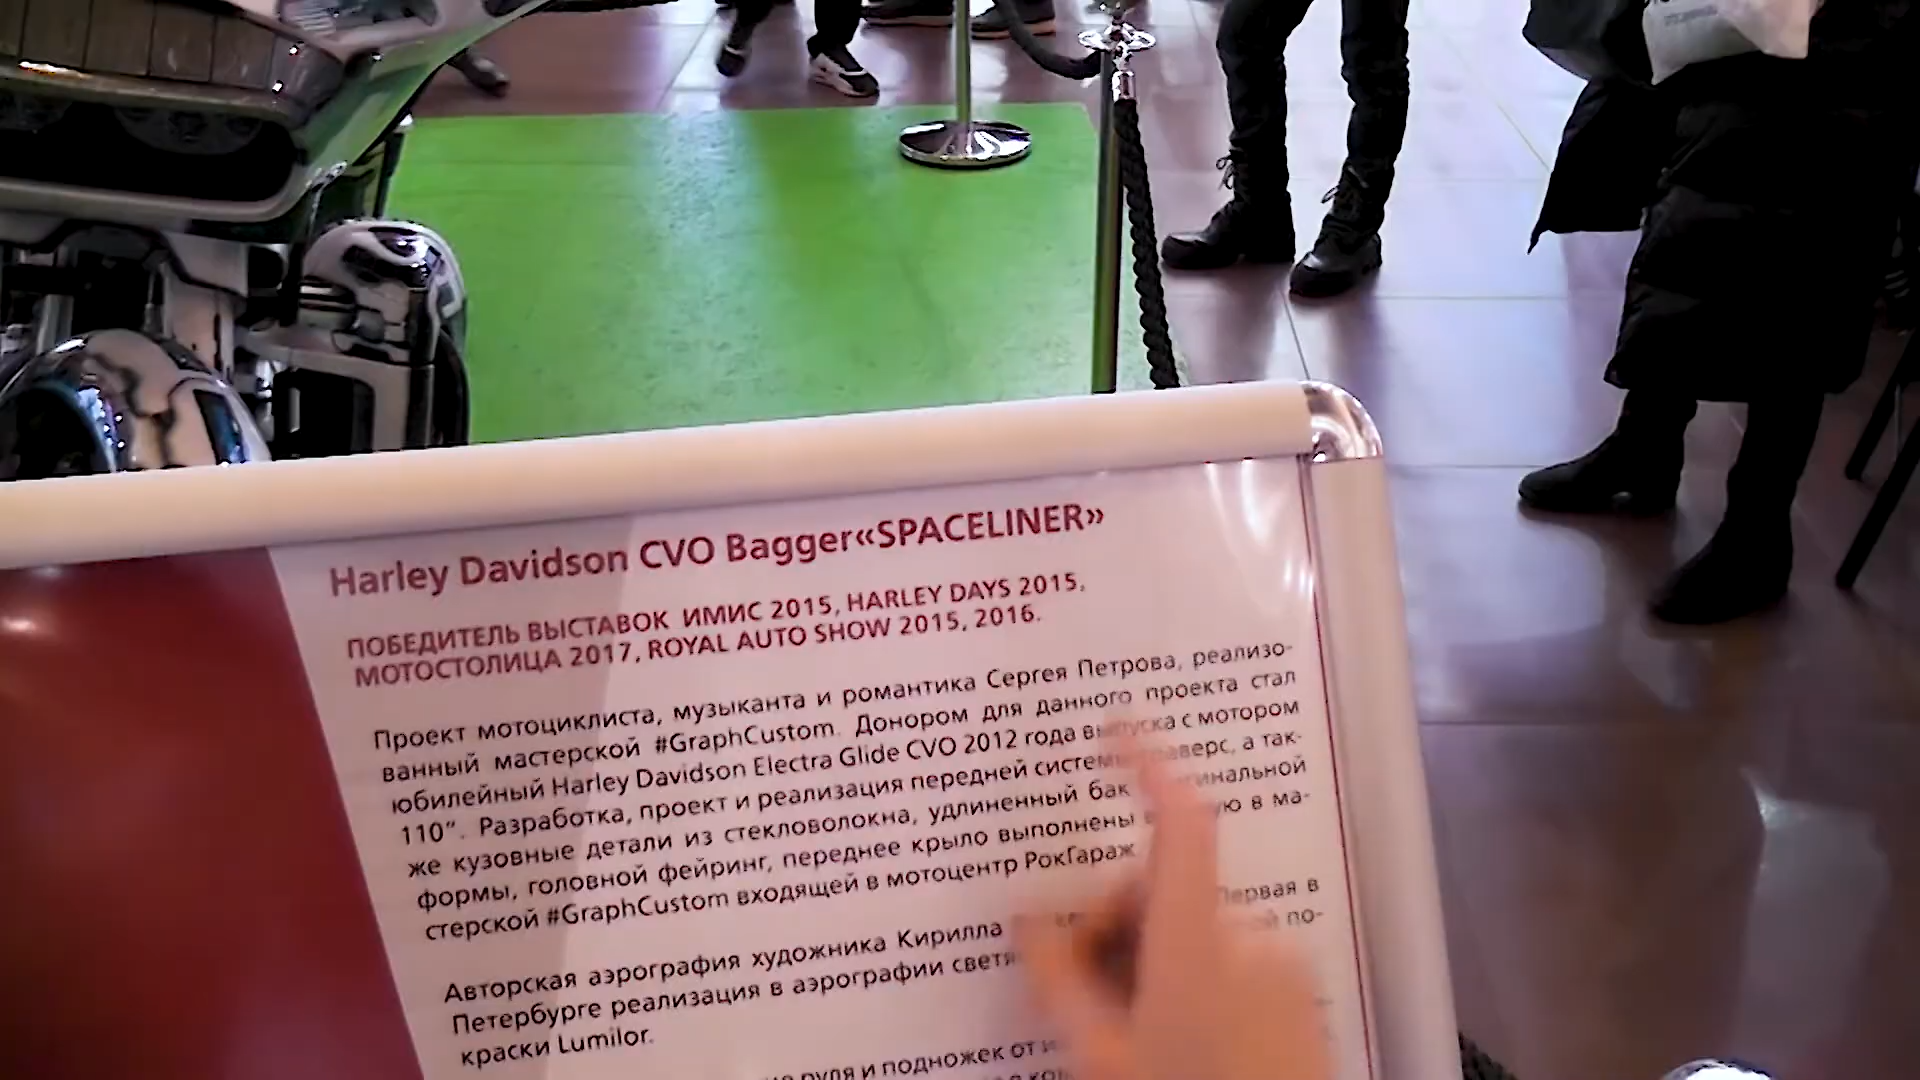 Harley Davidson CVO Bagger«SPACELINER»
ПОБЕДИТЕЛЬ ВЫСТАВОК ИМИС 2015, HARLEY DAYS 2015,
МОТОСТОЛИЦА 2017, ROYAL AUTO SHOW 2015, 2016.
Проект мотоциклиста, музыканта и романтика Сергея Петрова, реализо-
ванный мастерской #GraphCustom. Донором для данного проекта стал
юбилейный Harley Davidson Electra Glide CVO 2012 года выпуска с мотором
110”. Разработка, проект и реализация передней системы траверс, а так-
же кузовные детали из стекловолокна, удлиненный бак
формы, головной фейринг, переднее крыло выполнены в ма-
стерской #GraphCustom входящей в мотоцентр РокГараж
Авторская аэрография художника Кирилла Первая в
Петербурге реализация в аэрографии по-
краски Lumilor.
руля и подножек от